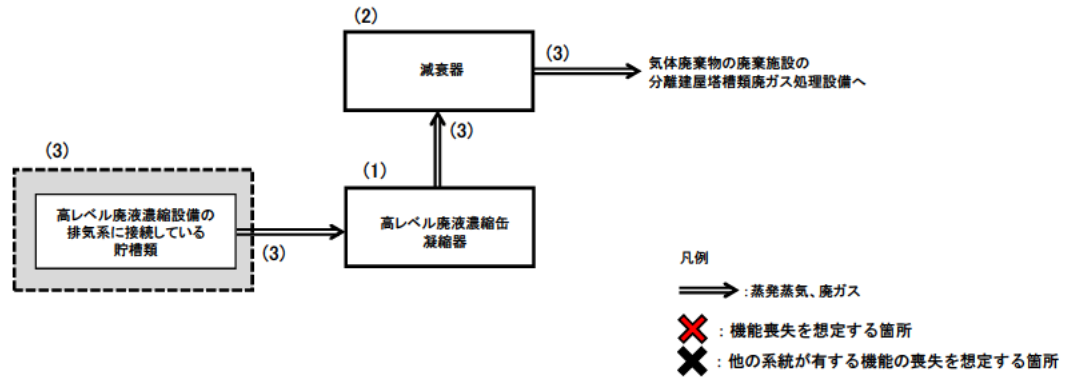 (2)
減衰器
(3)
気体廃棄物の廃棄施設の
分離建屋塔槽類廃ガス処理設備へ
(3)
(3)
(1)
高レベル廃液濃縮設備の
排気系に接続している
貯槽類
(3)
高レベル廃液濃縮缶
凝縮器
凡例
：蒸発蒸気、廃ガス
：機能喪失を想定する箇所
：他の系統が有する機能の喪失を想定する箇所